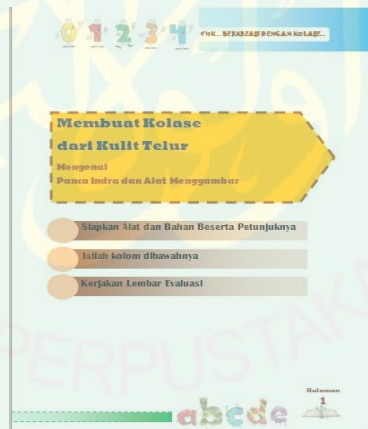 0 1 2 3 4
YUK... BERKREASI DENGAN KOLASE...
Membuat Kolase
dari Kulit Telur
Mengenal
Panca Indra dan Alat Menggambar
Siapkan Alat dan Bahan Beserta Petunjuknya
Isilah kolom dibawahnya
Kerjakan Lembar Evaluasi
PERPUSTAKA
Halaman
1
abcde